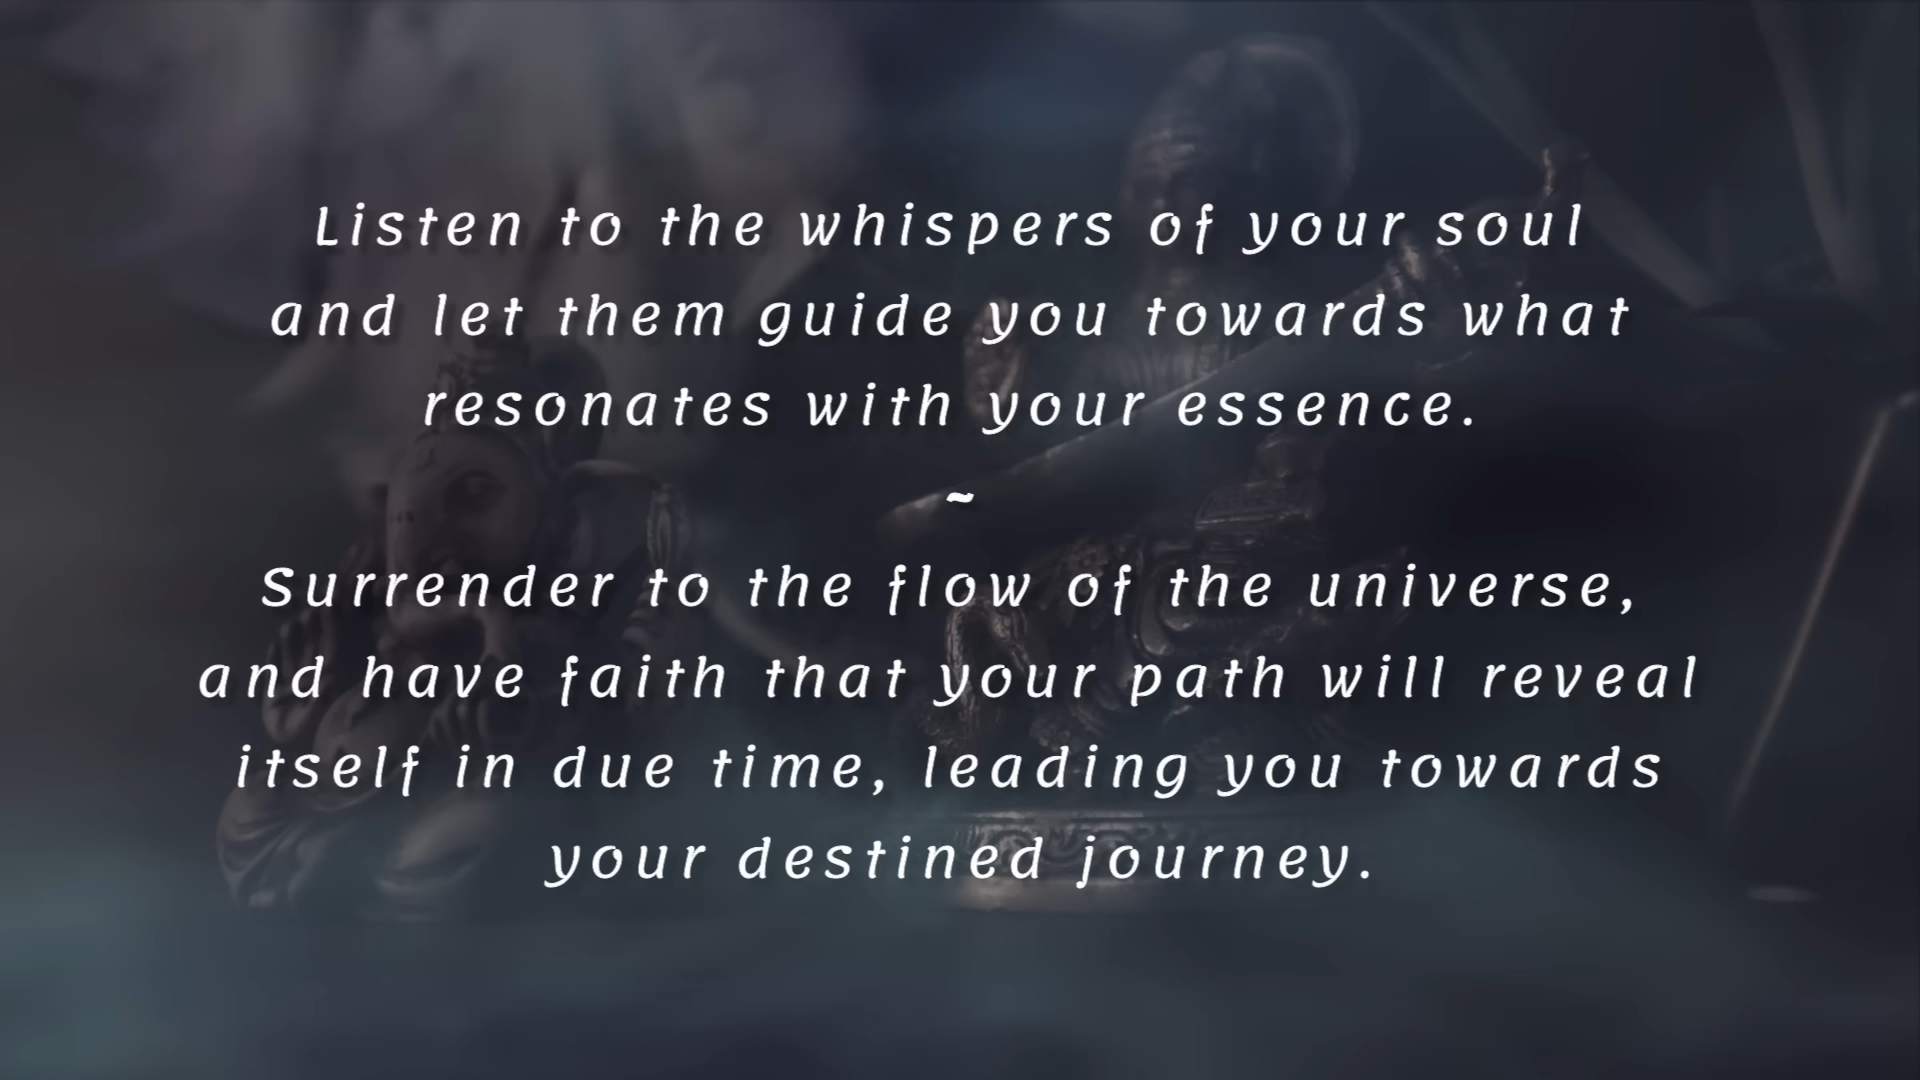 Listen to the whispers of your soul
and let them guide you towards what
resonates with your essence.
~
Surrender to the flow of the universe,
and have faith that your path will reveal
itself in due time, leading you towards
your destined journey.